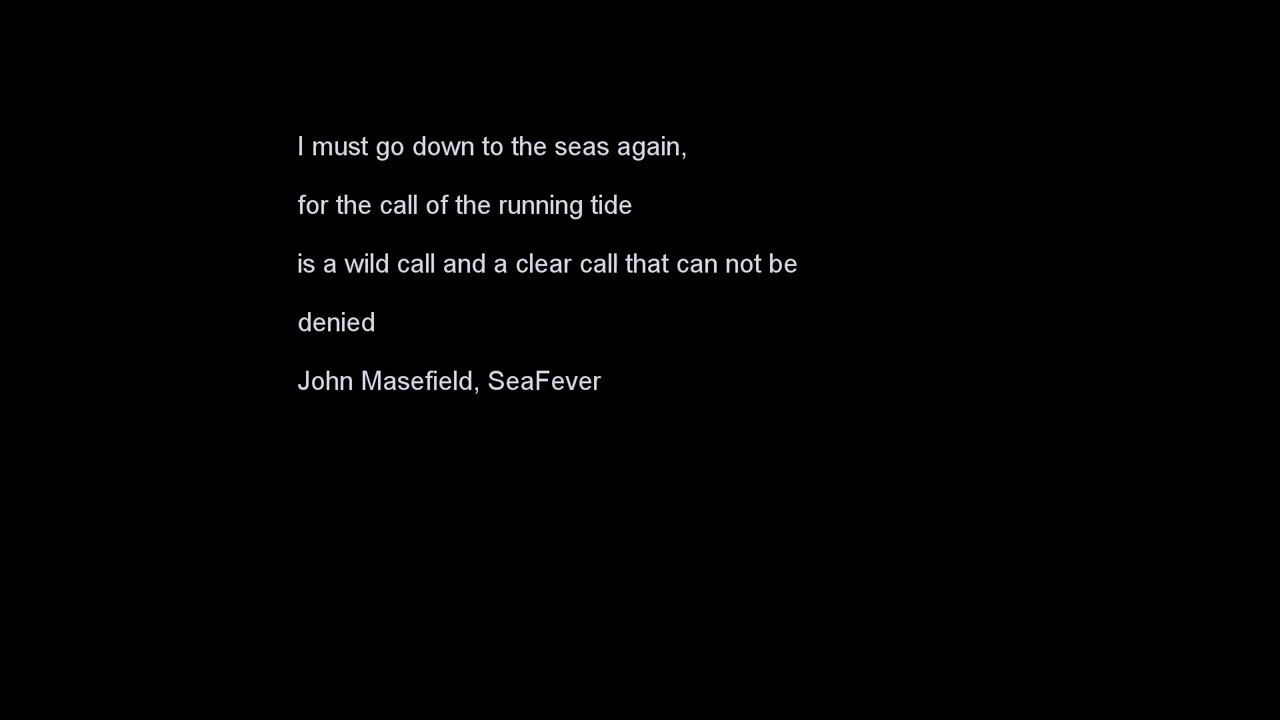 I must go down to the seas again,
for the call of the running tide
is a wild call and a clear call that can not be
denied
John Masefield, SeaFever